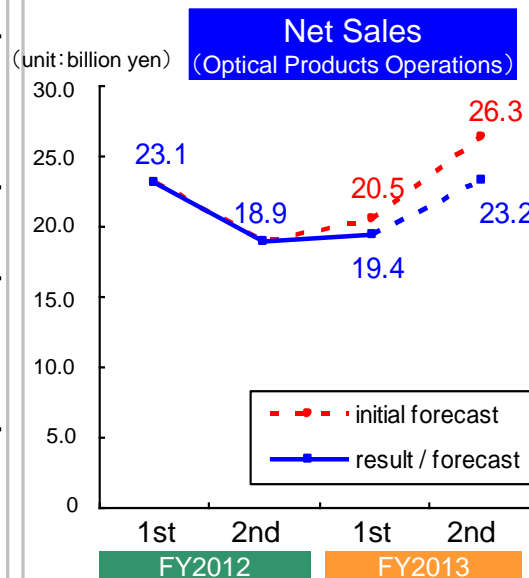 Net Sales
（Optical Products Operations）
（unit：billion yen）
30.0
25.0
20.0
15.0
10.0
5.0
0
23.1
18.9
20.5
19.4
26.3
23.2
initial forecast
result / forecast
1st 2nd 1st 2nd
FY2012 FY2013